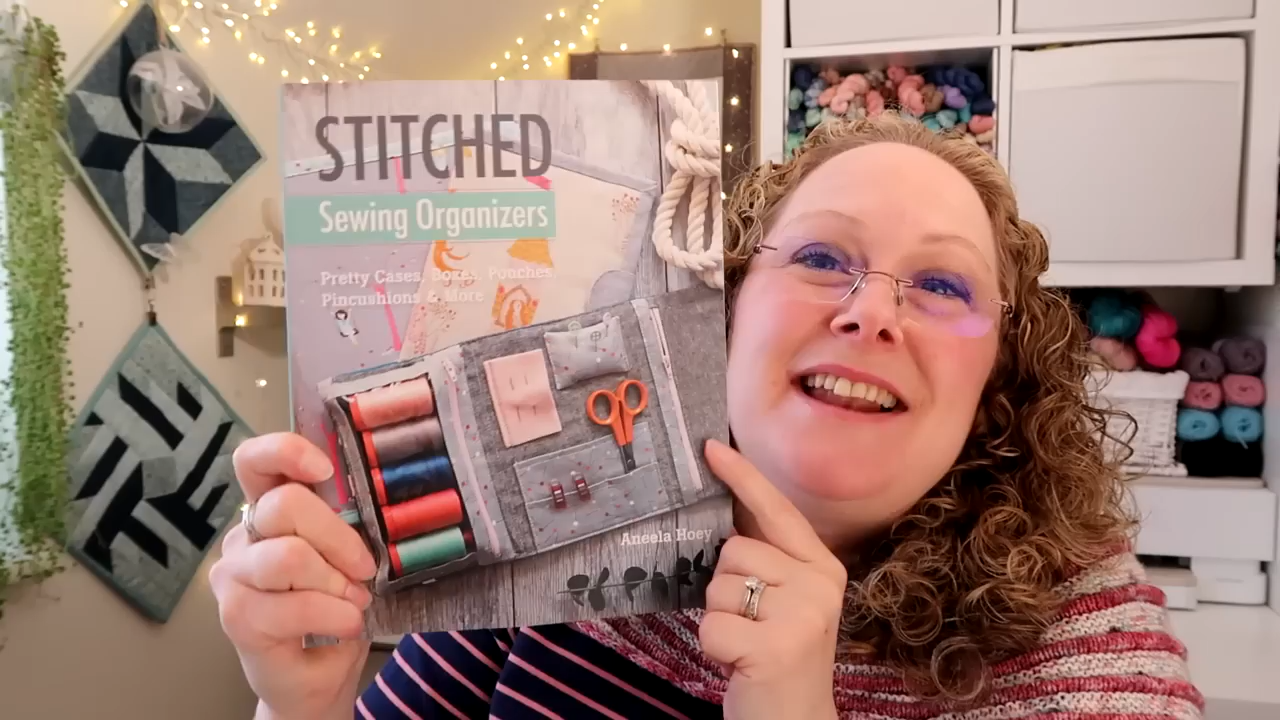 STITCHED
Sewing Organizers
Pretty Cases, Boxes, Pouches,
Pincushions & More
Aneela Hoey